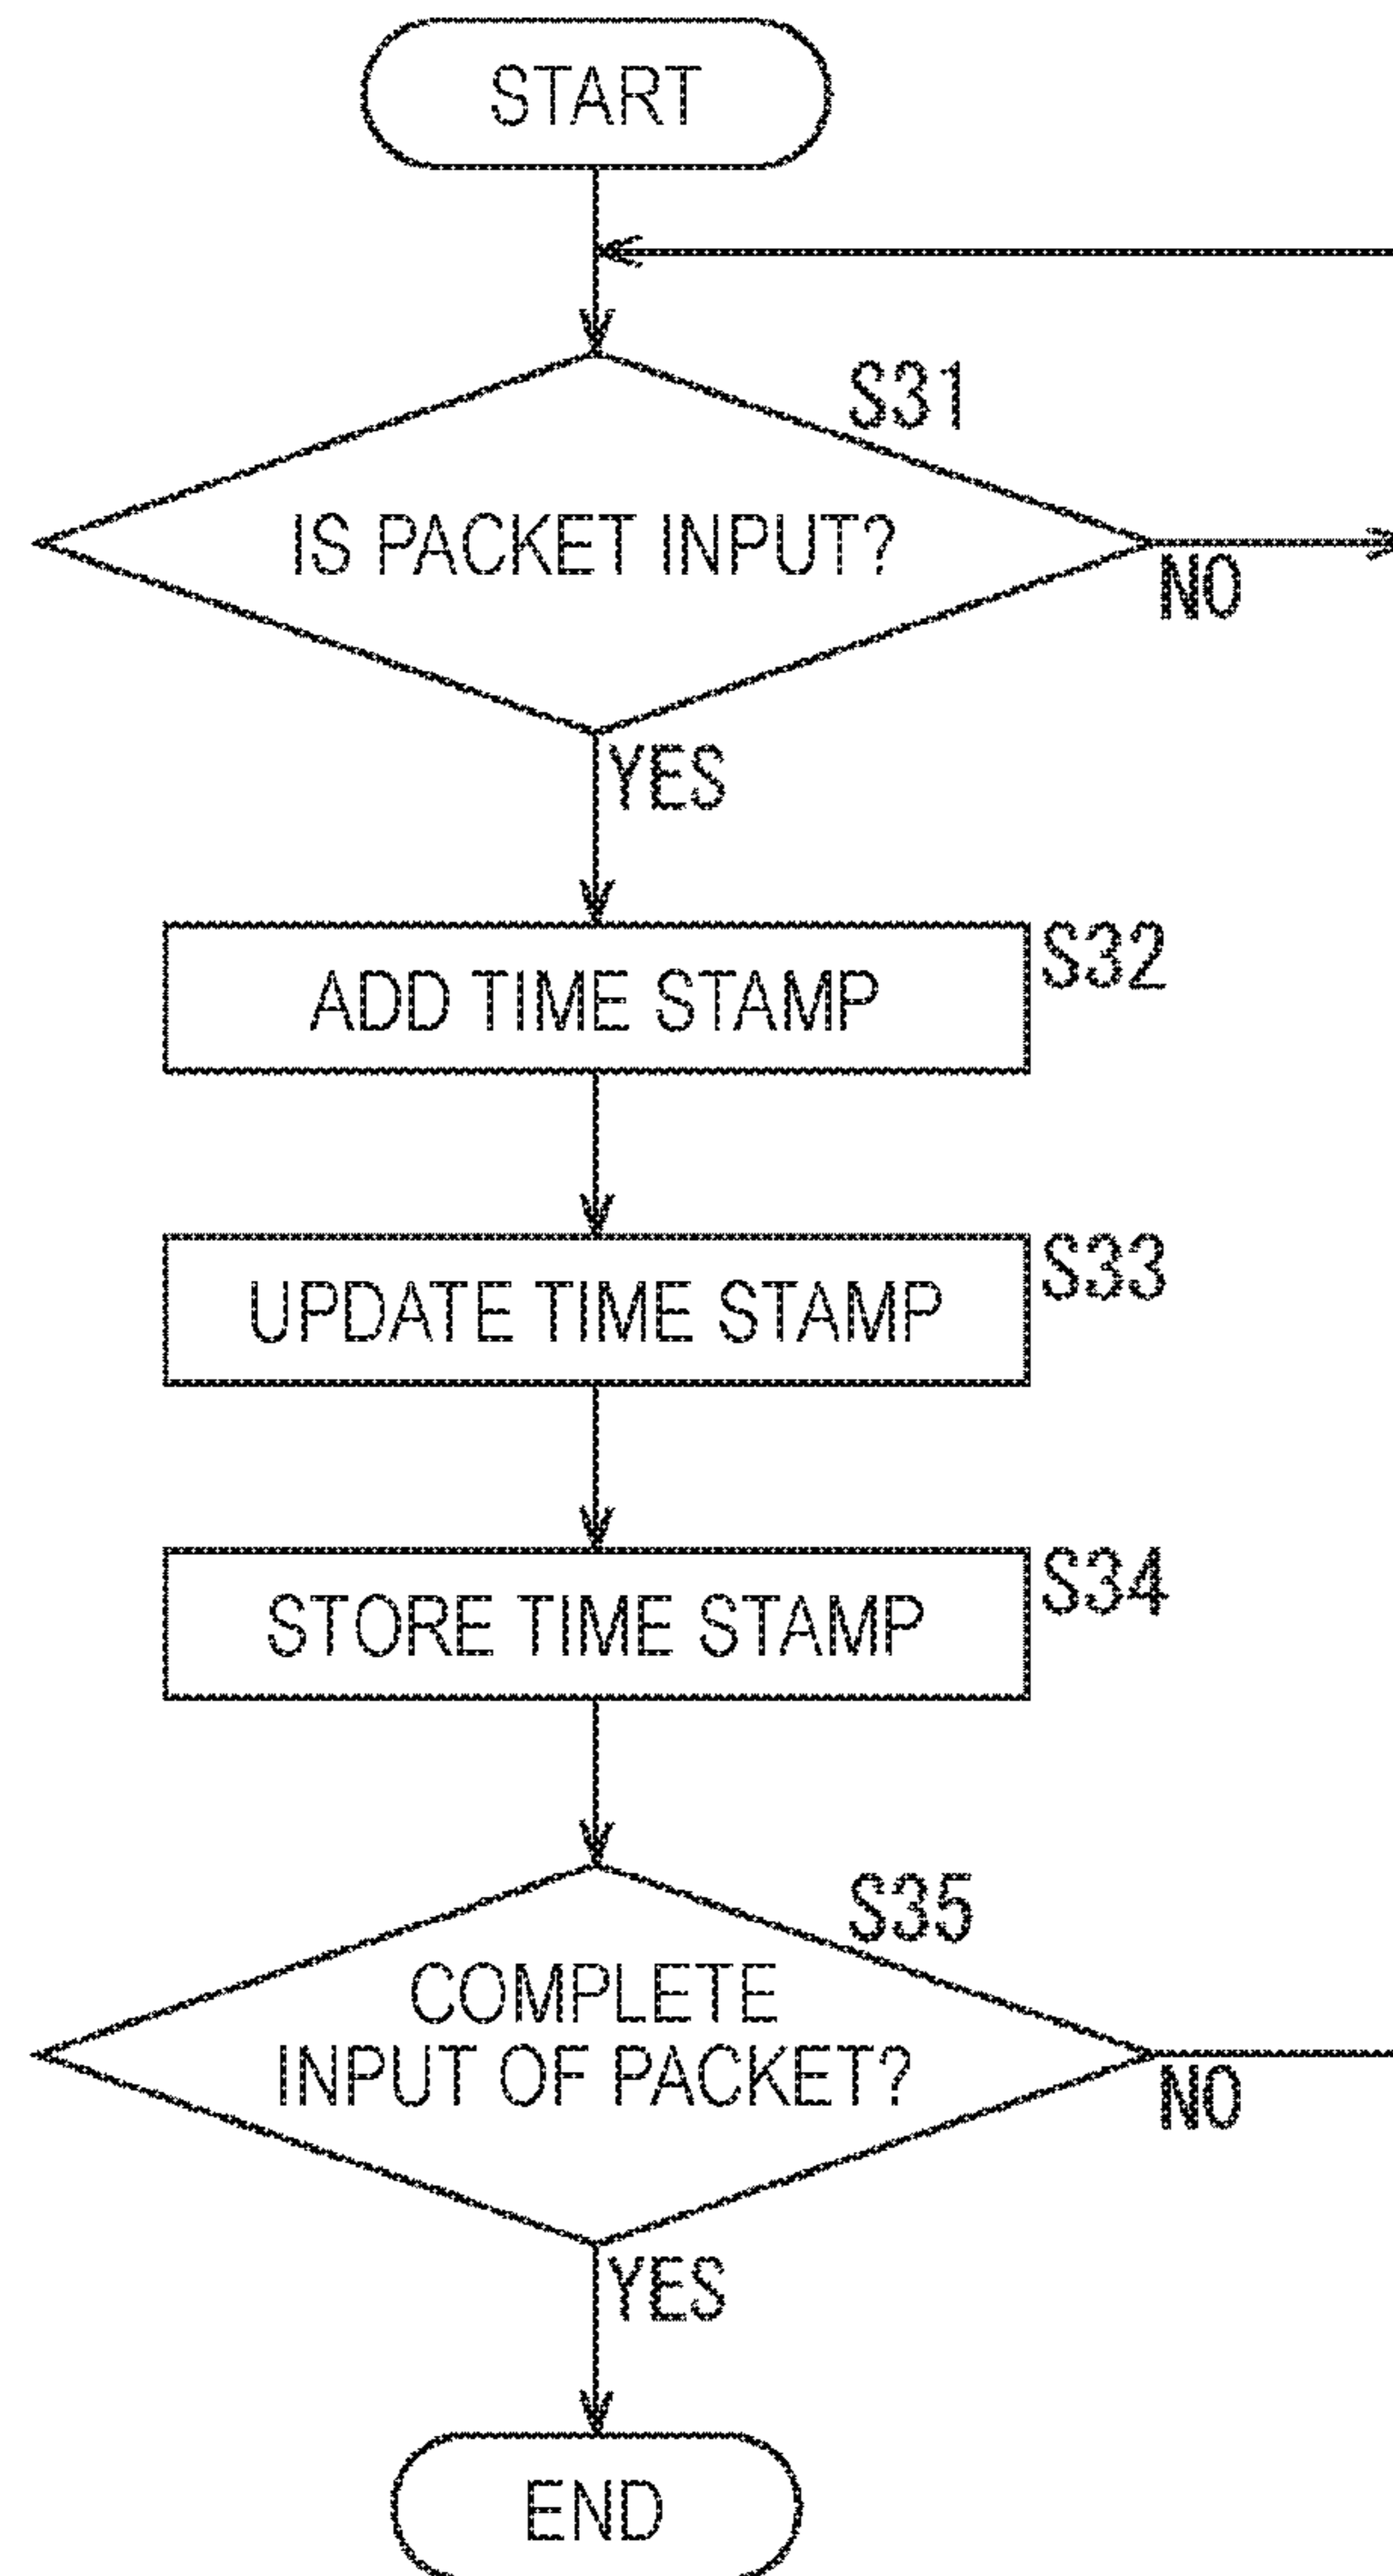 START
S31
IS PACKET INPUT?
NO
YES
ADD TIME STAMP
S32
UPDATE TIME STAMP
S33
STORE TIME STAMP
S34
S35
COMPLETE
INPUT OF PACKET?
NO
YES
END